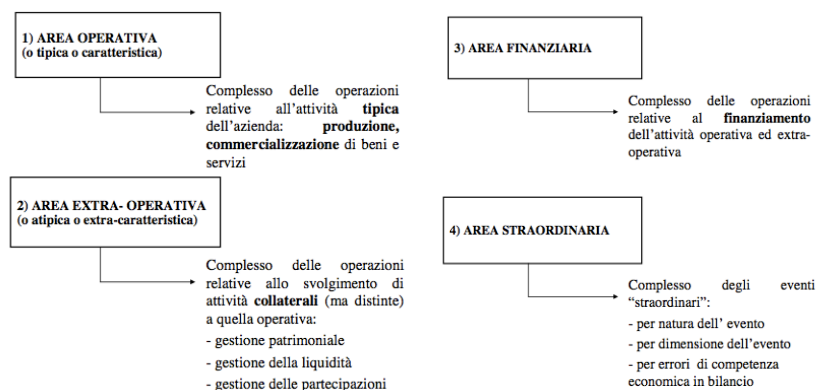 1) AREA OPERATIVA
(o tipica o caratteristica)
Complesso delle operazioni
relative all'attività tipica
dell'azienda: produzione,
commercializzazione di beni e
servizi
2) AREA EXTRA- OPERATIVA
(o atipica o extra-caratteristica)
Complesso delle operazioni
relative allo svolgimento di
attività collaterali (ma distinte)
a quella operativa:
- gestione patrimoniale
- gestione della liquidità
- gestione delle partecipazioni
3) AREA FINANZIARIA
Complesso delle operazioni
relative al finanziamento
dell'attività operativa ed extra-
operativa
4) AREA STRAORDINARIA
Complesso degli eventi
“straordinari”:
- per natura dell' evento
- per dimensione dell'evento
- per errori di competenza
economica in bilancio